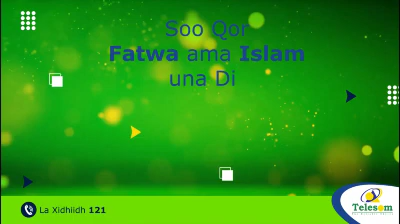 Soo Qor
Fatwa ama Islam
una Di
La Xidhiidh 121
Telesom